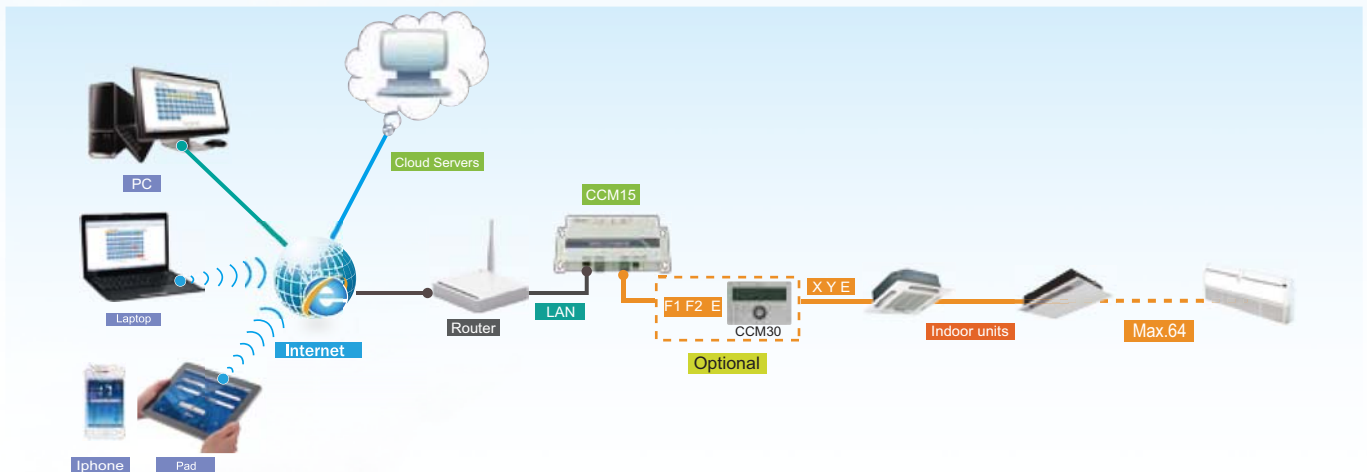 Cloud Servers
PC
CCM15
Laptop
Internet
Router
LAN
F1 F2 E
CCM30
Optional
X Y E
Indoor units
Max.64
Iphone
Pad